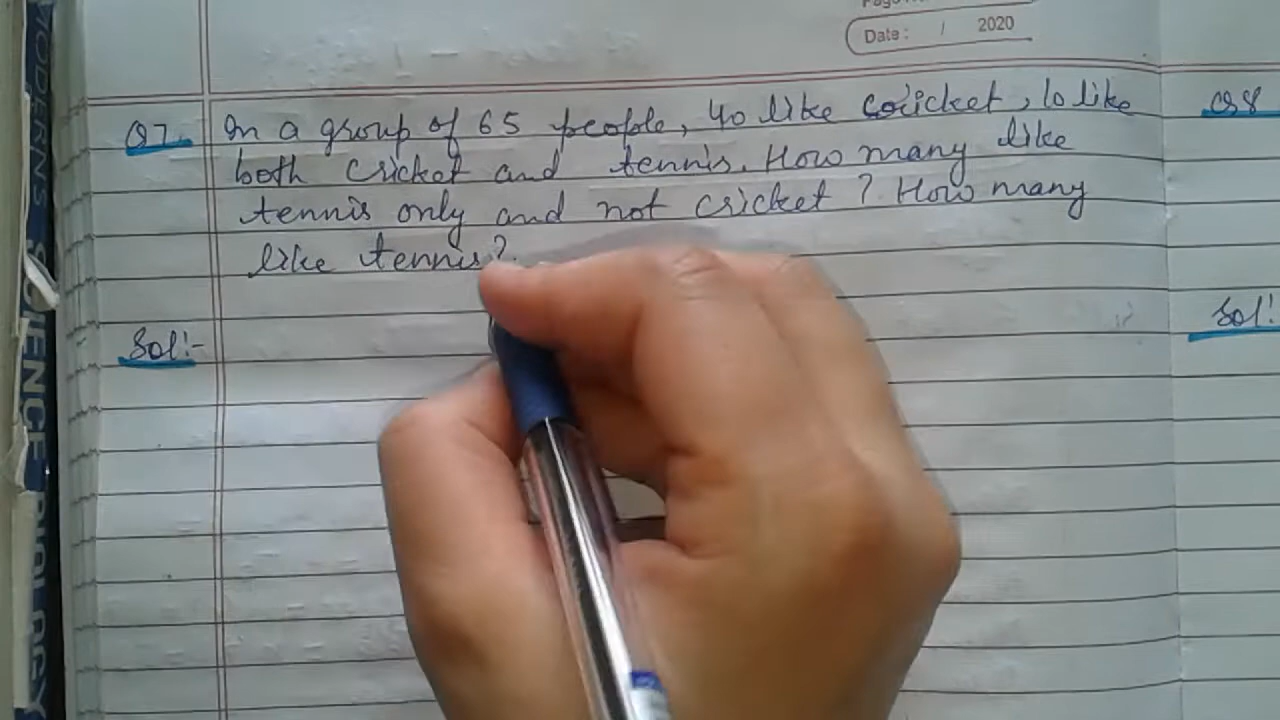 Date : / 2020
Q7. In a group of 65 people, 40 like cricket, 10 like
both cricket and tennis. How many like
tennis only and not cricket ? How many
like tennis?
Sol:-
Q8
Sol!